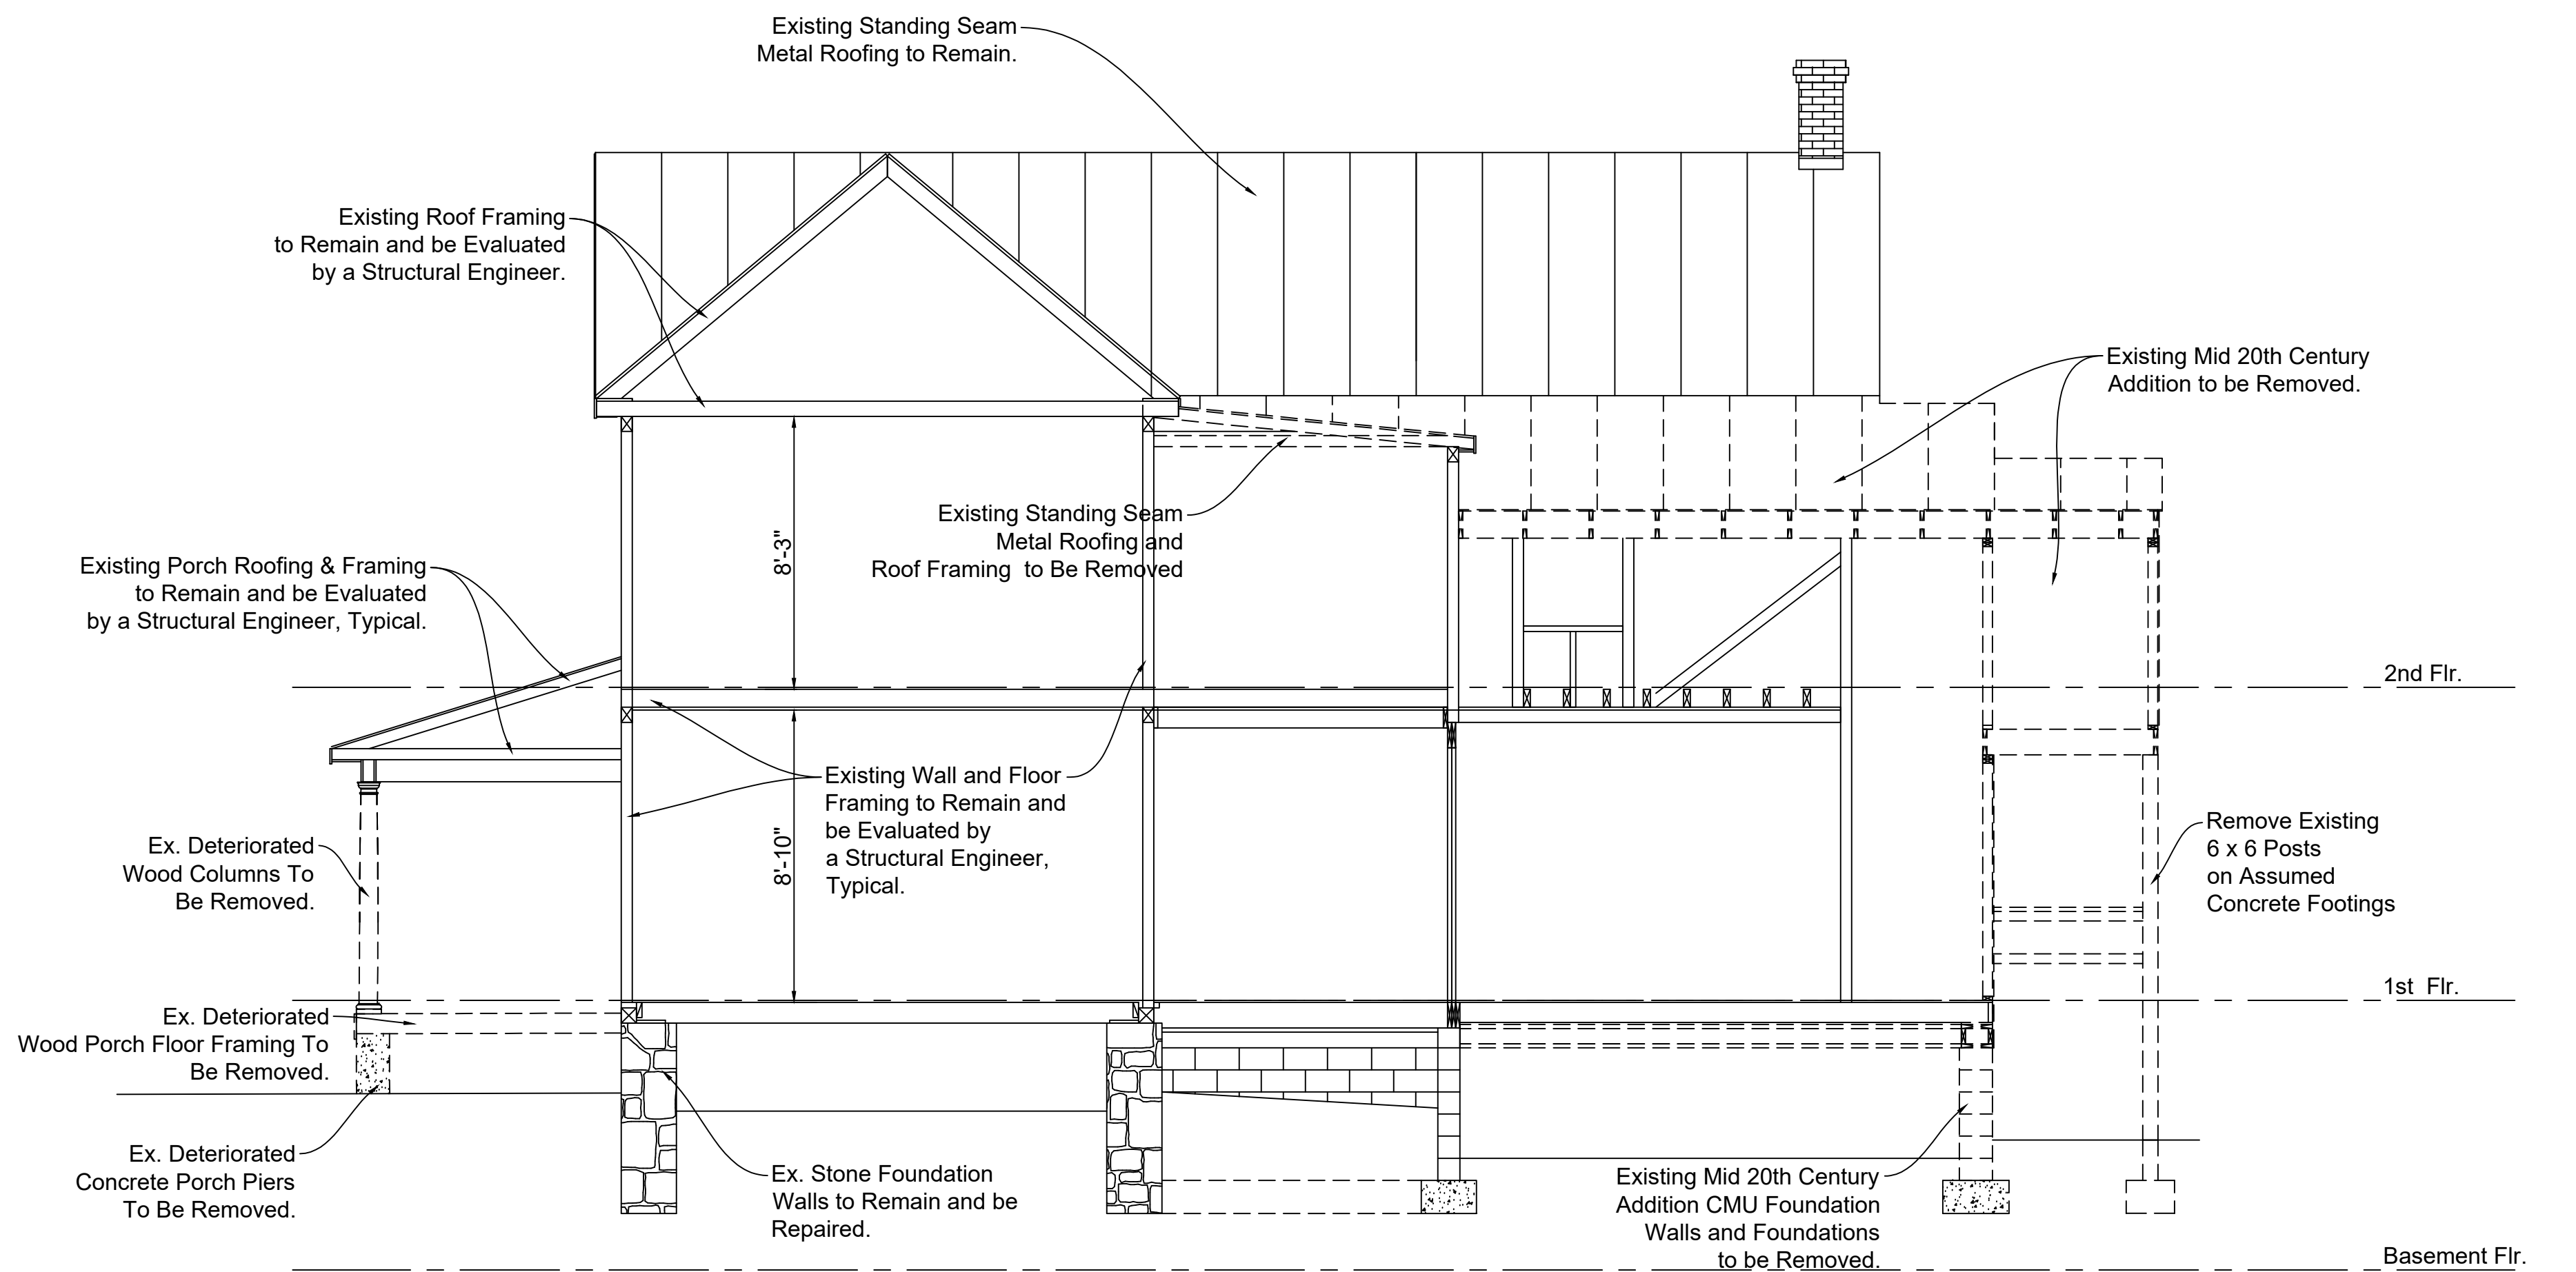 Existing Standing Seam
Metal Roofing to Remain.
Existing Roof Framing
to Remain and be Evaluated
by a Structural Engineer.
Existing Mid 20th Century
Addition to be Removed.
Existing Standing Seam
Metal Roofing and
Roof Framing  to Be Removed
8'-3"
Existing Porch Roofing & Framing
to Remain and be Evaluated
by a Structural Engineer, Typical.
2nd Flr.
Existing Wall and Floor
Framing to Remain and
be Evaluated by
a Structural Engineer,
Typical.
8'-10"
Ex. Deteriorated
Wood Columns To
Be Removed.
Remove Existing
6 x 6 Posts
on Assumed
Concrete Footings
1st  Flr.
Ex. Deteriorated
Wood Porch Floor Framing To
Be Removed.
Ex. Deteriorated
Concrete Porch Piers
To Be Removed.
Ex. Stone Foundation
Walls to Remain and be
Repaired.
Existing Mid 20th Century
Addition CMU Foundation
Walls and Foundations
to be Removed.
Basement Flr.